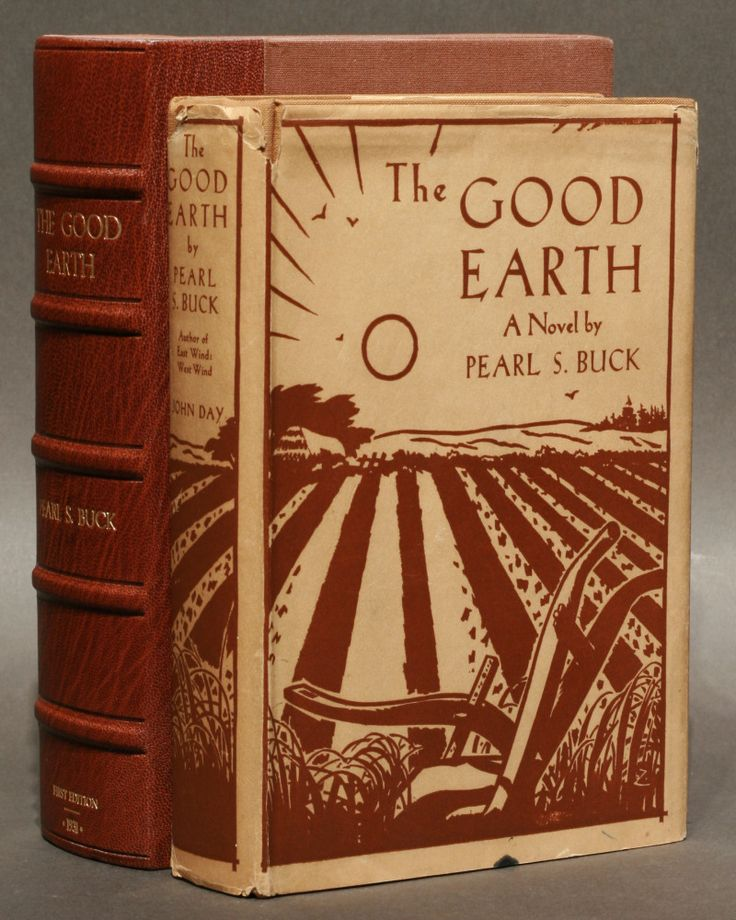 THE GOOD
EARTH
PEARL S. BUCK
FIRST EDITION
1931
The
GOOD
EARTH
by
PEARL
S. BUCK
Author of
East Wind:
West Wind
JOHN DAY
The GOOD
EARTH
A Novel by
PEARL S. BUCK